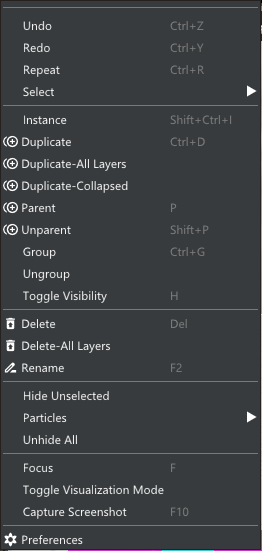 Undo Ctrl+Z
Redo Ctrl+Y
Repeat Ctrl+R
Select
Instance Shift+Ctrl+I
Duplicate Ctrl+D
Duplicate-All Layers
Duplicate-Collapsed
Parent P
Unparent Shift+P
Group Ctrl+G
Ungroup
Toggle Visibility H
Delete Del
Delete-All Layers
Rename F2
Hide Unselected
Particles
Unhide All
Focus F
Toggle Visualization Mode
Capture Screenshot F10
Preferences